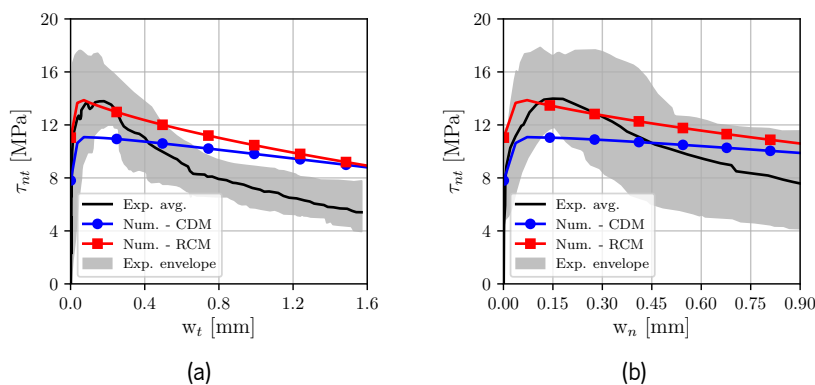 20
16
12
8
4
0
τnt [MPa]
Exp. avg.
Num. - CDM
Num. - RCM
Exp. envelope
0.0 0.4 0.8 1.2 1.6
wt [mm]
(a)
20
16
12
8
4
0
τnt [MPa]
Exp. avg.
Num. - CDM
Num. - RCM
Exp. envelope
0.00 0.15 0.30 0.45 0.60 0.75 0.90
wn [mm]
(b)